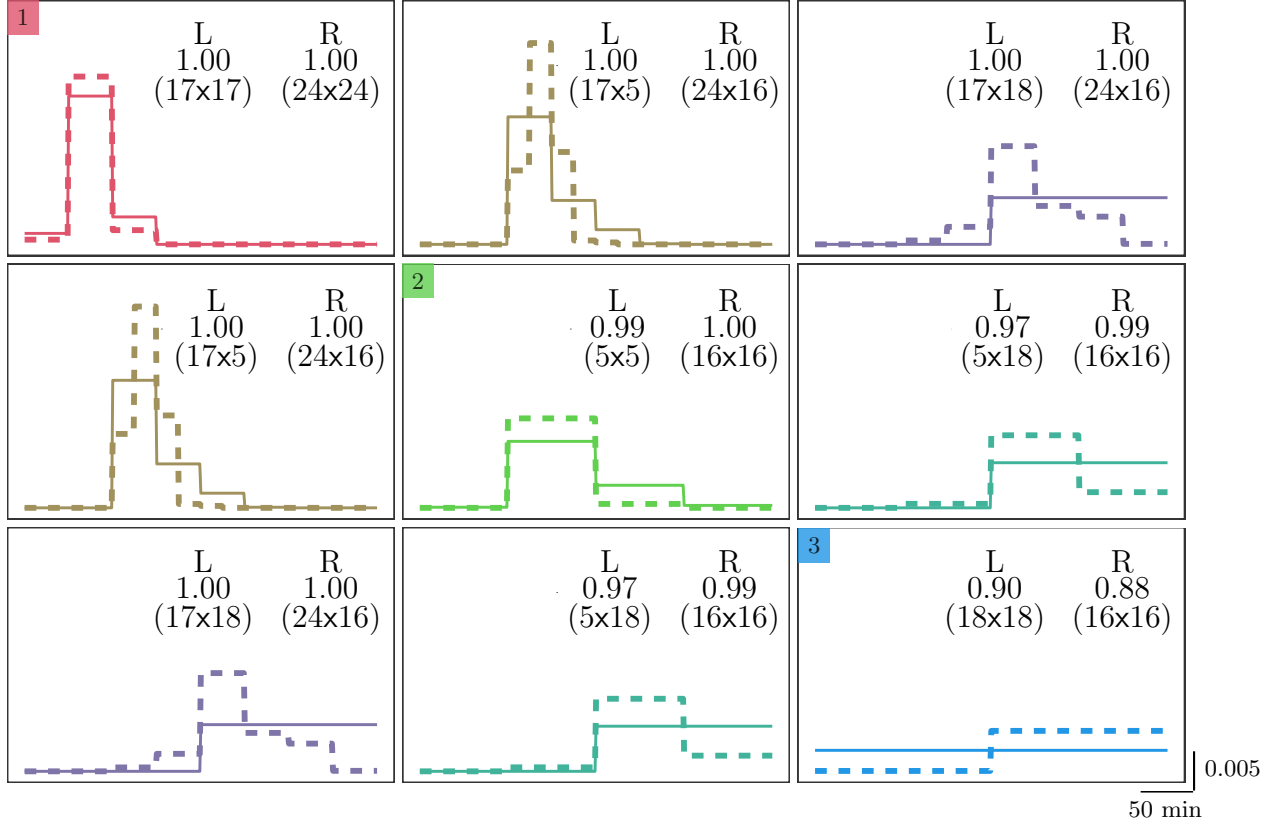 1
L R
1.00 1.00
(17x17) (24x24)
L R
1.00 1.00
(17x5) (24x16)
L R
1.00 1.00
(17x18) (24x16)
L R
1.00 1.00
(17x5) (24x16)
2
L R
0.99 1.00
(5x5) (16x16)
L R
0.97 0.99
(5x18) (16x16)
L R
1.00 1.00
(17x18) (24x16)
L R
0.97 0.99
(5x18) (16x16)
3
L R
0.90 0.88
(18x18) (16x16)
0.005
50 min